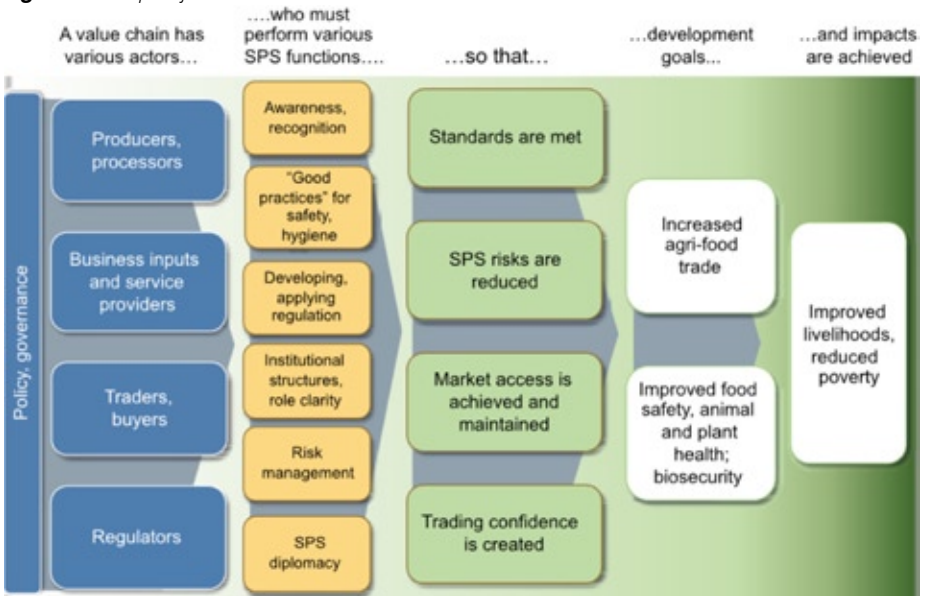 A value chain has
various actors…
….who must
perform various
SPS functions….
…so that…
…development
goals...
...and impacts
are achieved
Policy, governance
Producers,
processors
Business inputs
and service
providers
Traders,
buyers
Regulators
Awareness,
recognition
"Good
practices" for
safety,
hygiene
Developing,
applying
regulation
Institutional
structures,
role clarity
Risk
management
SPS
diplomacy
Standards are met
SPS risks are
reduced
Market access is
achieved and
maintained
Trading confidence
is created
Increased
agri-food
trade
Improved food
safety, animal
and plant
health;
biosecurity
Improved
livelihoods,
reduced
poverty